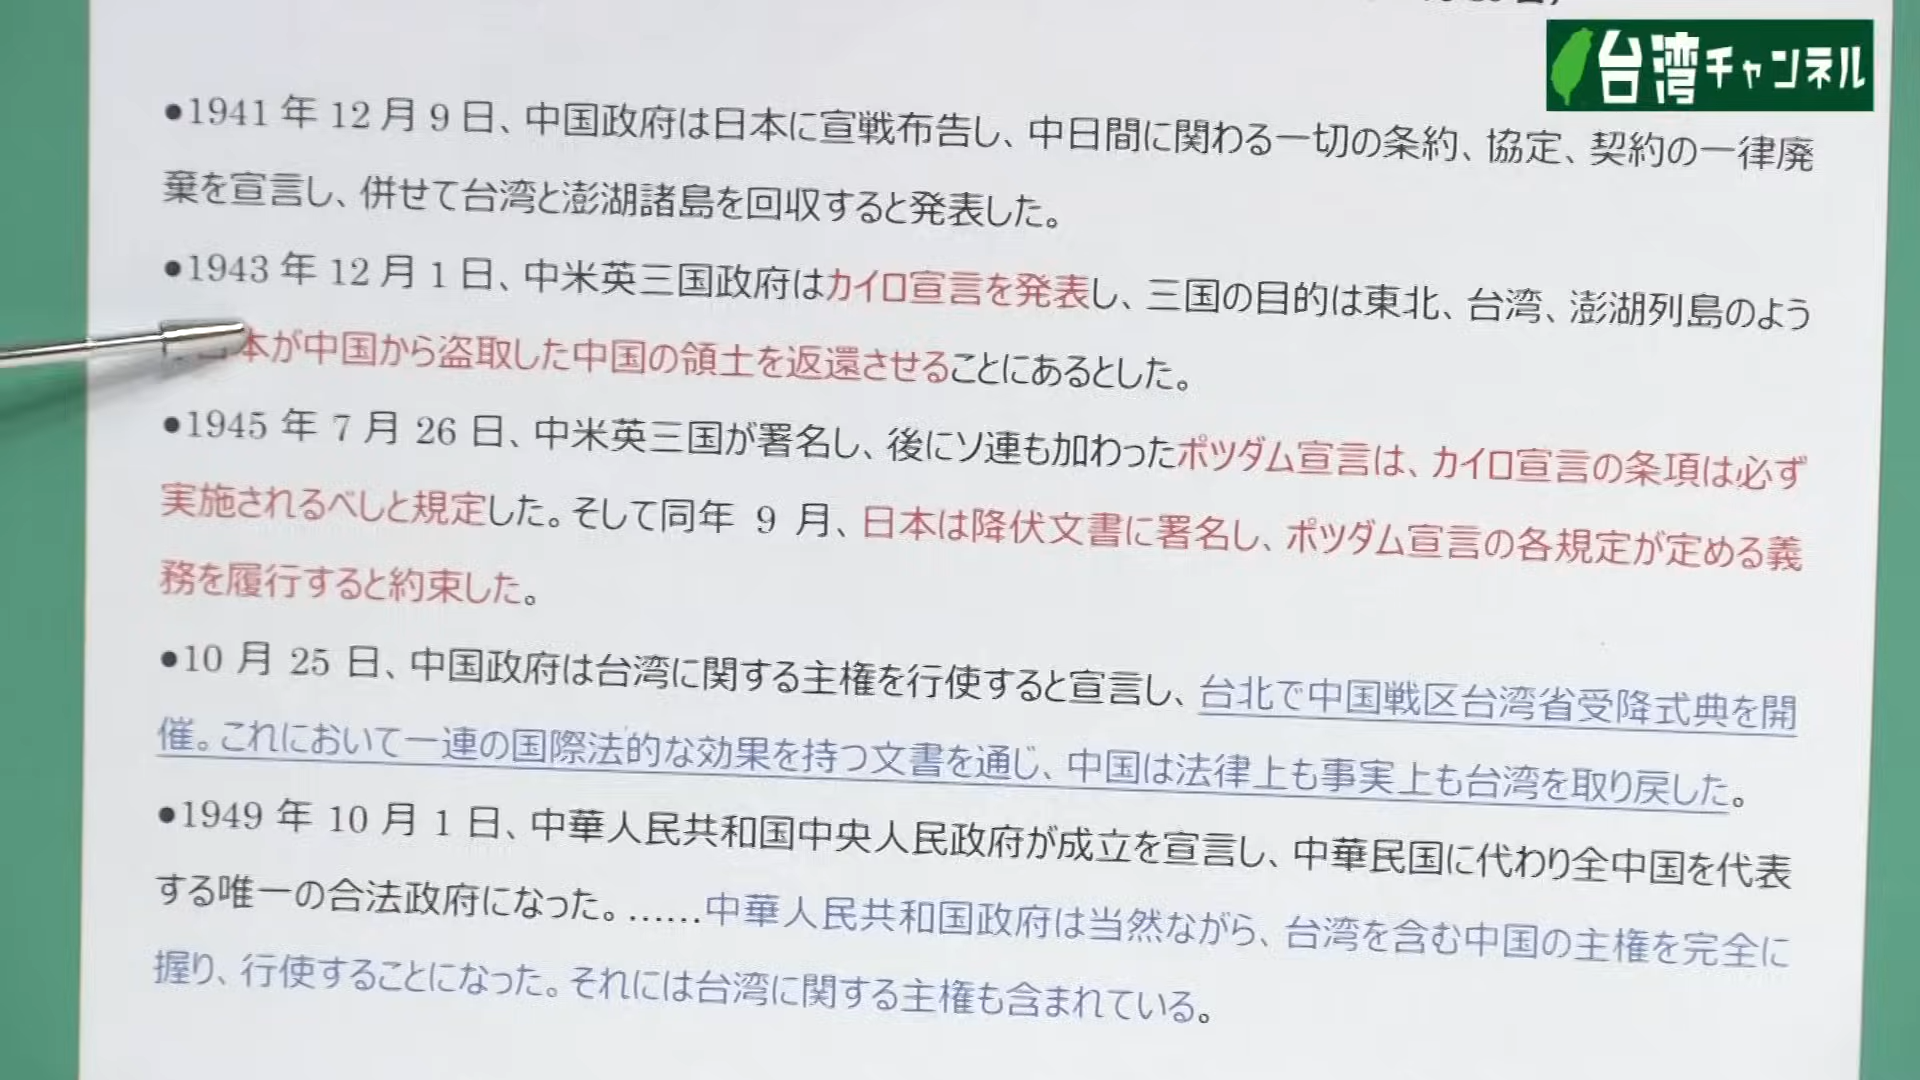 台湾チャンネル
●1941 年 12 月 9 日、中国政府は日本に宣戦布告し、中日間に関わる一切の条約、協定、契約の一律廃
棄を宣言し、併せて台湾と澎湖諸島を回収すると発表した。
●1943 年 12 月 1 日、中米英三国政府はカイロ宣言を発表し、三国の目的は東北、台湾、澎湖列島のよう
本が中国から盗取した中国の領土を返還させることにあるとした。
●1945 年 7 月 26 日、中米英三国が署名し、後にソ連も加わったポツダム宣言は、カイロ宣言の条項は必ず
実施されるべしと規定した。そして同年 9 月、日本は降伏文書に署名し、ポツダム宣言の各規定が定める義
務を履行すると約束した。
●10 月 25 日、中国政府は台湾に関する主権を行使すると宣言し、台北で中国戦区台湾省受降式典を開
催。これにおいて一連の国際法的な効果を持つ文書を通じ、中国は法律上も事実上も台湾を取り戻した。
●1949 年 10 月 1 日、中華人民共和国中央人民政府が成立を宣言し、中華民国に代わり全中国を代表
する唯一の合法政府になった。……中華人民共和国政府は当然ながら、台湾を含む中国の主権を完全に
握り、行使することになった。それには台湾に関する主権も含まれている。